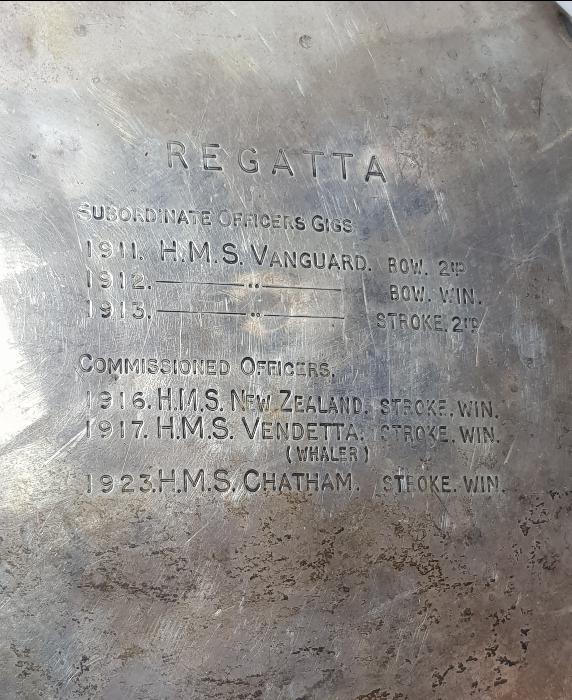 REGATTA
SUBORDINATE OFFICERS GIGS
1911. H.M.S. VANGUARD. BOW. 2ND
1912. ——— " ——— BOW. WIN.
1913. ——— " ——— STROKE. 2ND
COMMISSIONED OFFICERS.
1916. H.M.S. NEW ZEALAND. STROKE. WIN.
1917. H.M.S. VENDETTA. STROKE. WIN.
(WHALER)
1923. H.M.S. CHATHAM. STROKE. WIN.